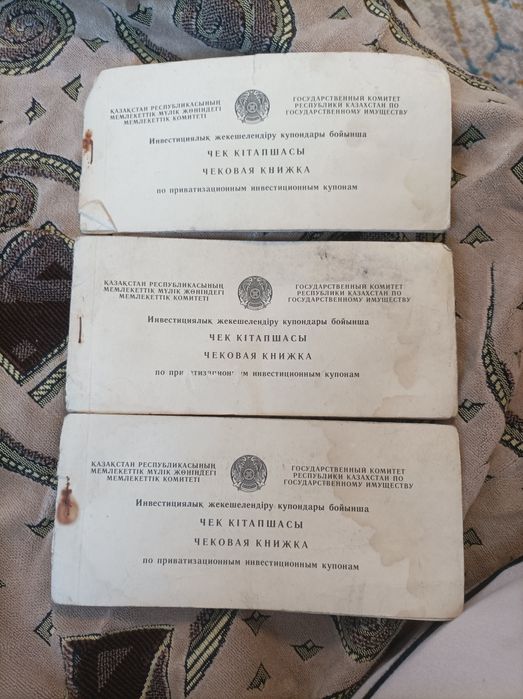 ҚАЗАҚСТАН РЕСПУБЛИКАСЫНЫҢ
МЕМЛЕКЕТТІК МҮЛІК ЖӨНІНДЕГІ
МЕМЛЕКЕТТІК КОМИТЕТІ
ГОСУДАРСТВЕННЫЙ КОМИТЕТ
РЕСПУБЛИКИ КАЗАХСТАН ПО
ГОСУДАРСТВЕННОМУ ИМУЩЕСТВУ
Инвестициялық жекешелендіру купондары бойынша
ЧЕК КІТАПШАСЫ
ЧЕКОВАЯ КНИЖКА
по приватизационным инвестиционным купонам
ҚАЗАҚСТАН РЕСПУБЛИКАСЫНЫҢ
МЕМЛЕКЕТТІК МҮЛІК ЖӨНІНДЕГІ
МЕМЛЕКЕТТІК КОМИТЕТІ
ГОСУДАРСТВЕННЫЙ КОМИТЕТ
РЕСПУБЛИКИ КАЗАХСТАН ПО
ГОСУДАРСТВЕННОМУ ИМУЩЕСТВУ
Инвестициялық жекешелендіру купондары бойынша
ЧЕК КІТАПШАСЫ
ЧЕКОВАЯ КНИЖКА
по инвестиционным купонам
ҚАЗАҚСТАН РЕСПУБЛИКАСЫНЫҢ
МЕМЛЕКЕТТІК МҮЛІК ЖӨНІНДЕГІ
МЕМЛЕКЕТТІК КОМИТЕТІ
ГОСУДАРСТВЕННЫЙ КОМИТЕТ
РЕСПУБЛИКИ КАЗАХСТАН ПО
ГОСУДАРСТВЕННОМУ ИМУЩЕСТВУ
Инвестициялық жекешелендіру купондары бойынша
ЧЕК КІТАПШАСЫ
ЧЕКОВАЯ КНИЖКА
по приватизационным инвестиционным купонам